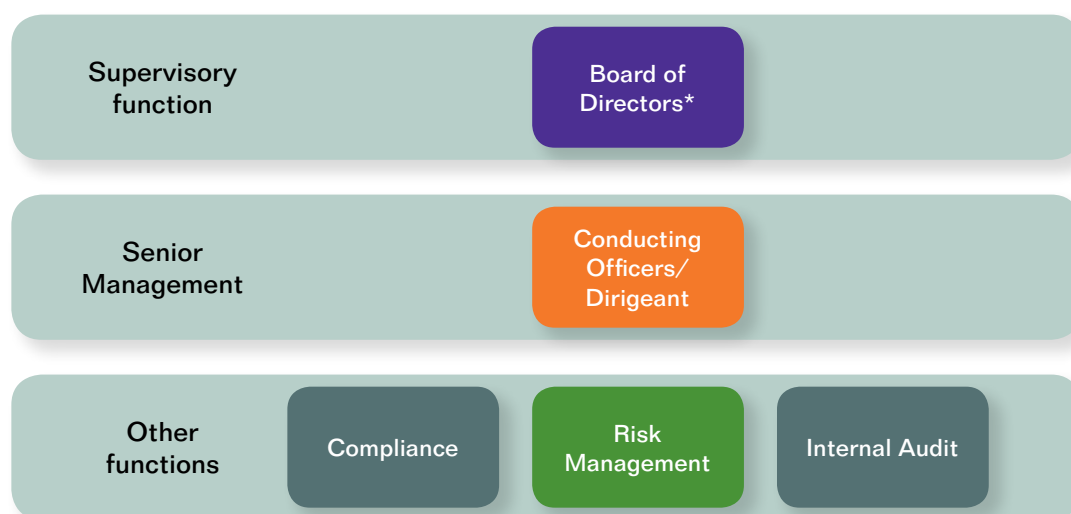 Supervisory
function
Board of
Directors*
Senior
Management
Conducting
Officers/
Dirigeant
Other
functions
Compliance
Risk
Management
Internal Audit